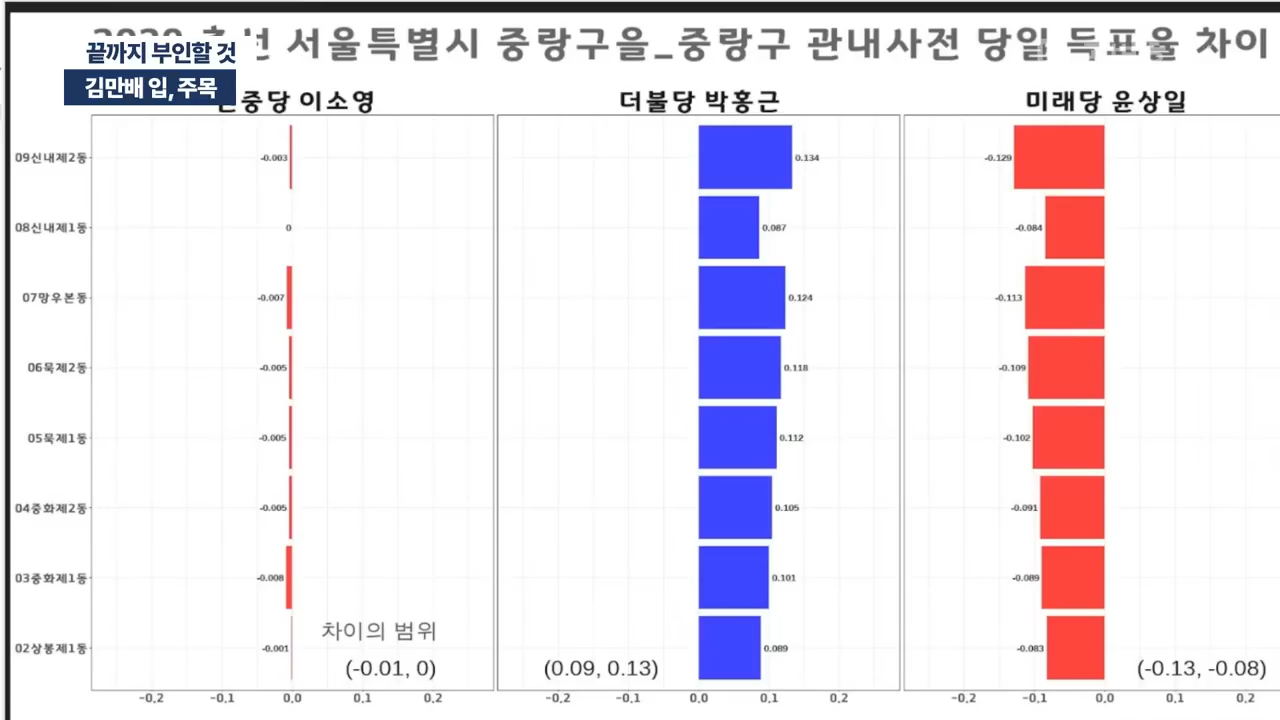 끝까지 부인할 것
김만배 입, 주목
서울특별시 중랑구을_중랑구 관내사전 당일 득표율 차이
이소영
더불당 박홍근
미래당 윤상일
09신내제2동 -0.003 0.134 -0.129
08신내제1동 0 0.087 -0.084
07망우본동 -0.007 0.124 -0.113
06묵제2동 -0.005 0.118 -0.109
05묵제1동 -0.005 0.112 -0.102
04중화제2동 -0.005 0.105 -0.091
03중화제1동 -0.008 0.101 -0.089
차이의 범위
02상봉제1동 -0.001 0.089 -0.083
(-0.01, 0) (0.09, 0.13) (-0.13, -0.08)
-0.2 -0.1 0.0 0.1 0.2 -0.2 -0.1 0.0 0.1 0.2 -0.2 -0.1 0.0 0.1 0.2